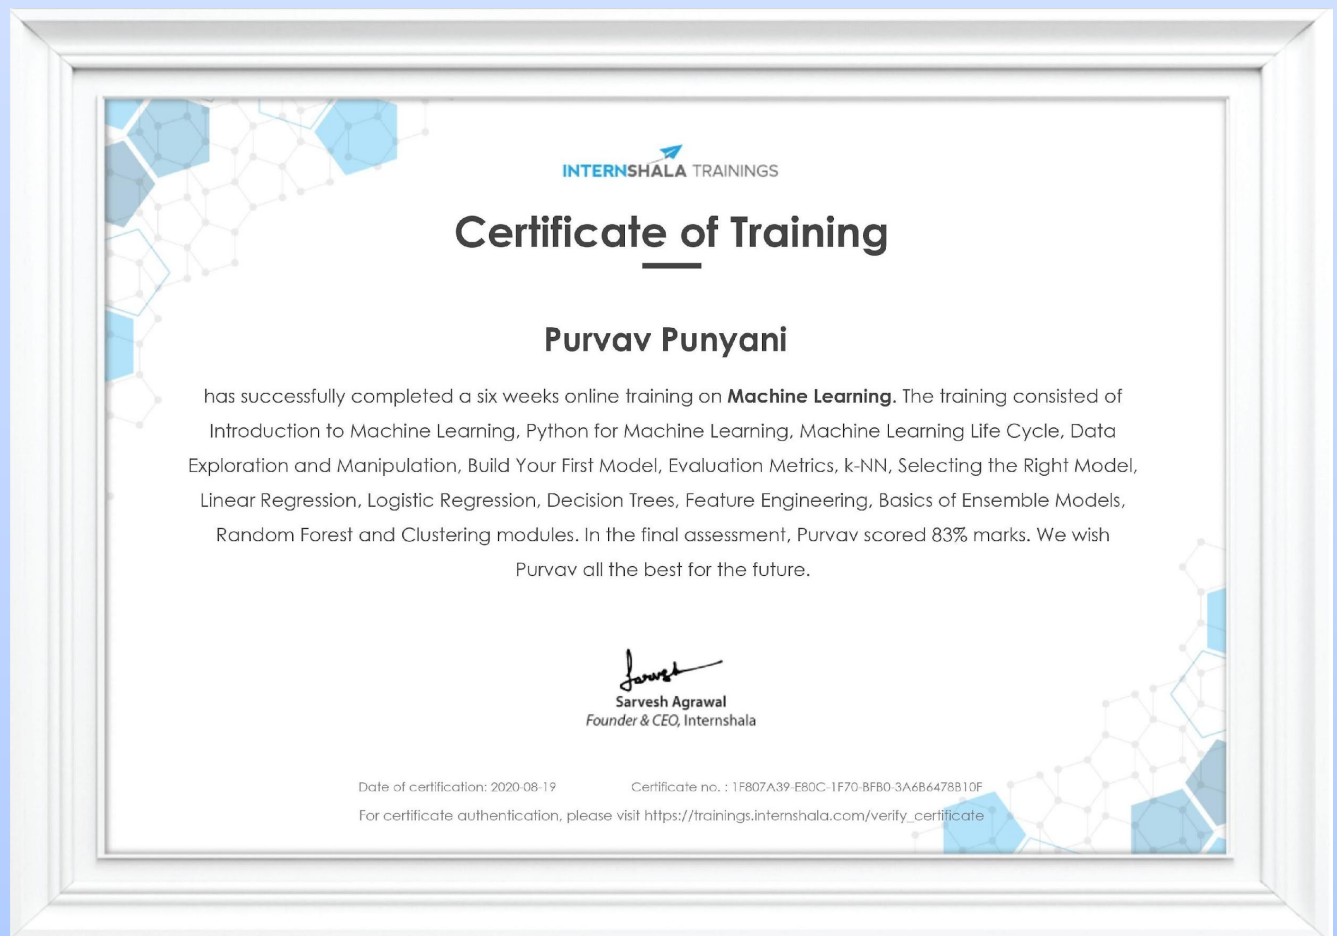 INTERNSHALA TRAININGS
Certificate of Training
Purvav Punyani
has successfully completed a six weeks online training on Machine Learning. The training consisted of
Introduction to Machine Learning, Python for Machine Learning, Machine Learning Life Cycle, Data
Exploration and Manipulation, Build Your First Model, Evaluation Metrics, k-NN, Selecting the Right Model,
Linear Regression, Logistic Regression, Decision Trees, Feature Engineering, Basics of Ensemble Models,
Random Forest and Clustering modules. In the final assessment, Purvav scored 83% marks. We wish
Purvav all the best for the future.
Sarvesh
Sarvesh Agrawal
Founder & CEO, Internshala
Date of certification: 2020-08-19 Certificate no. : 1F807A39-E80C-1F70-BFB0-3A6B6478B10F
For certificate authentication, please visit https://trainings.internshala.com/verify_certificate